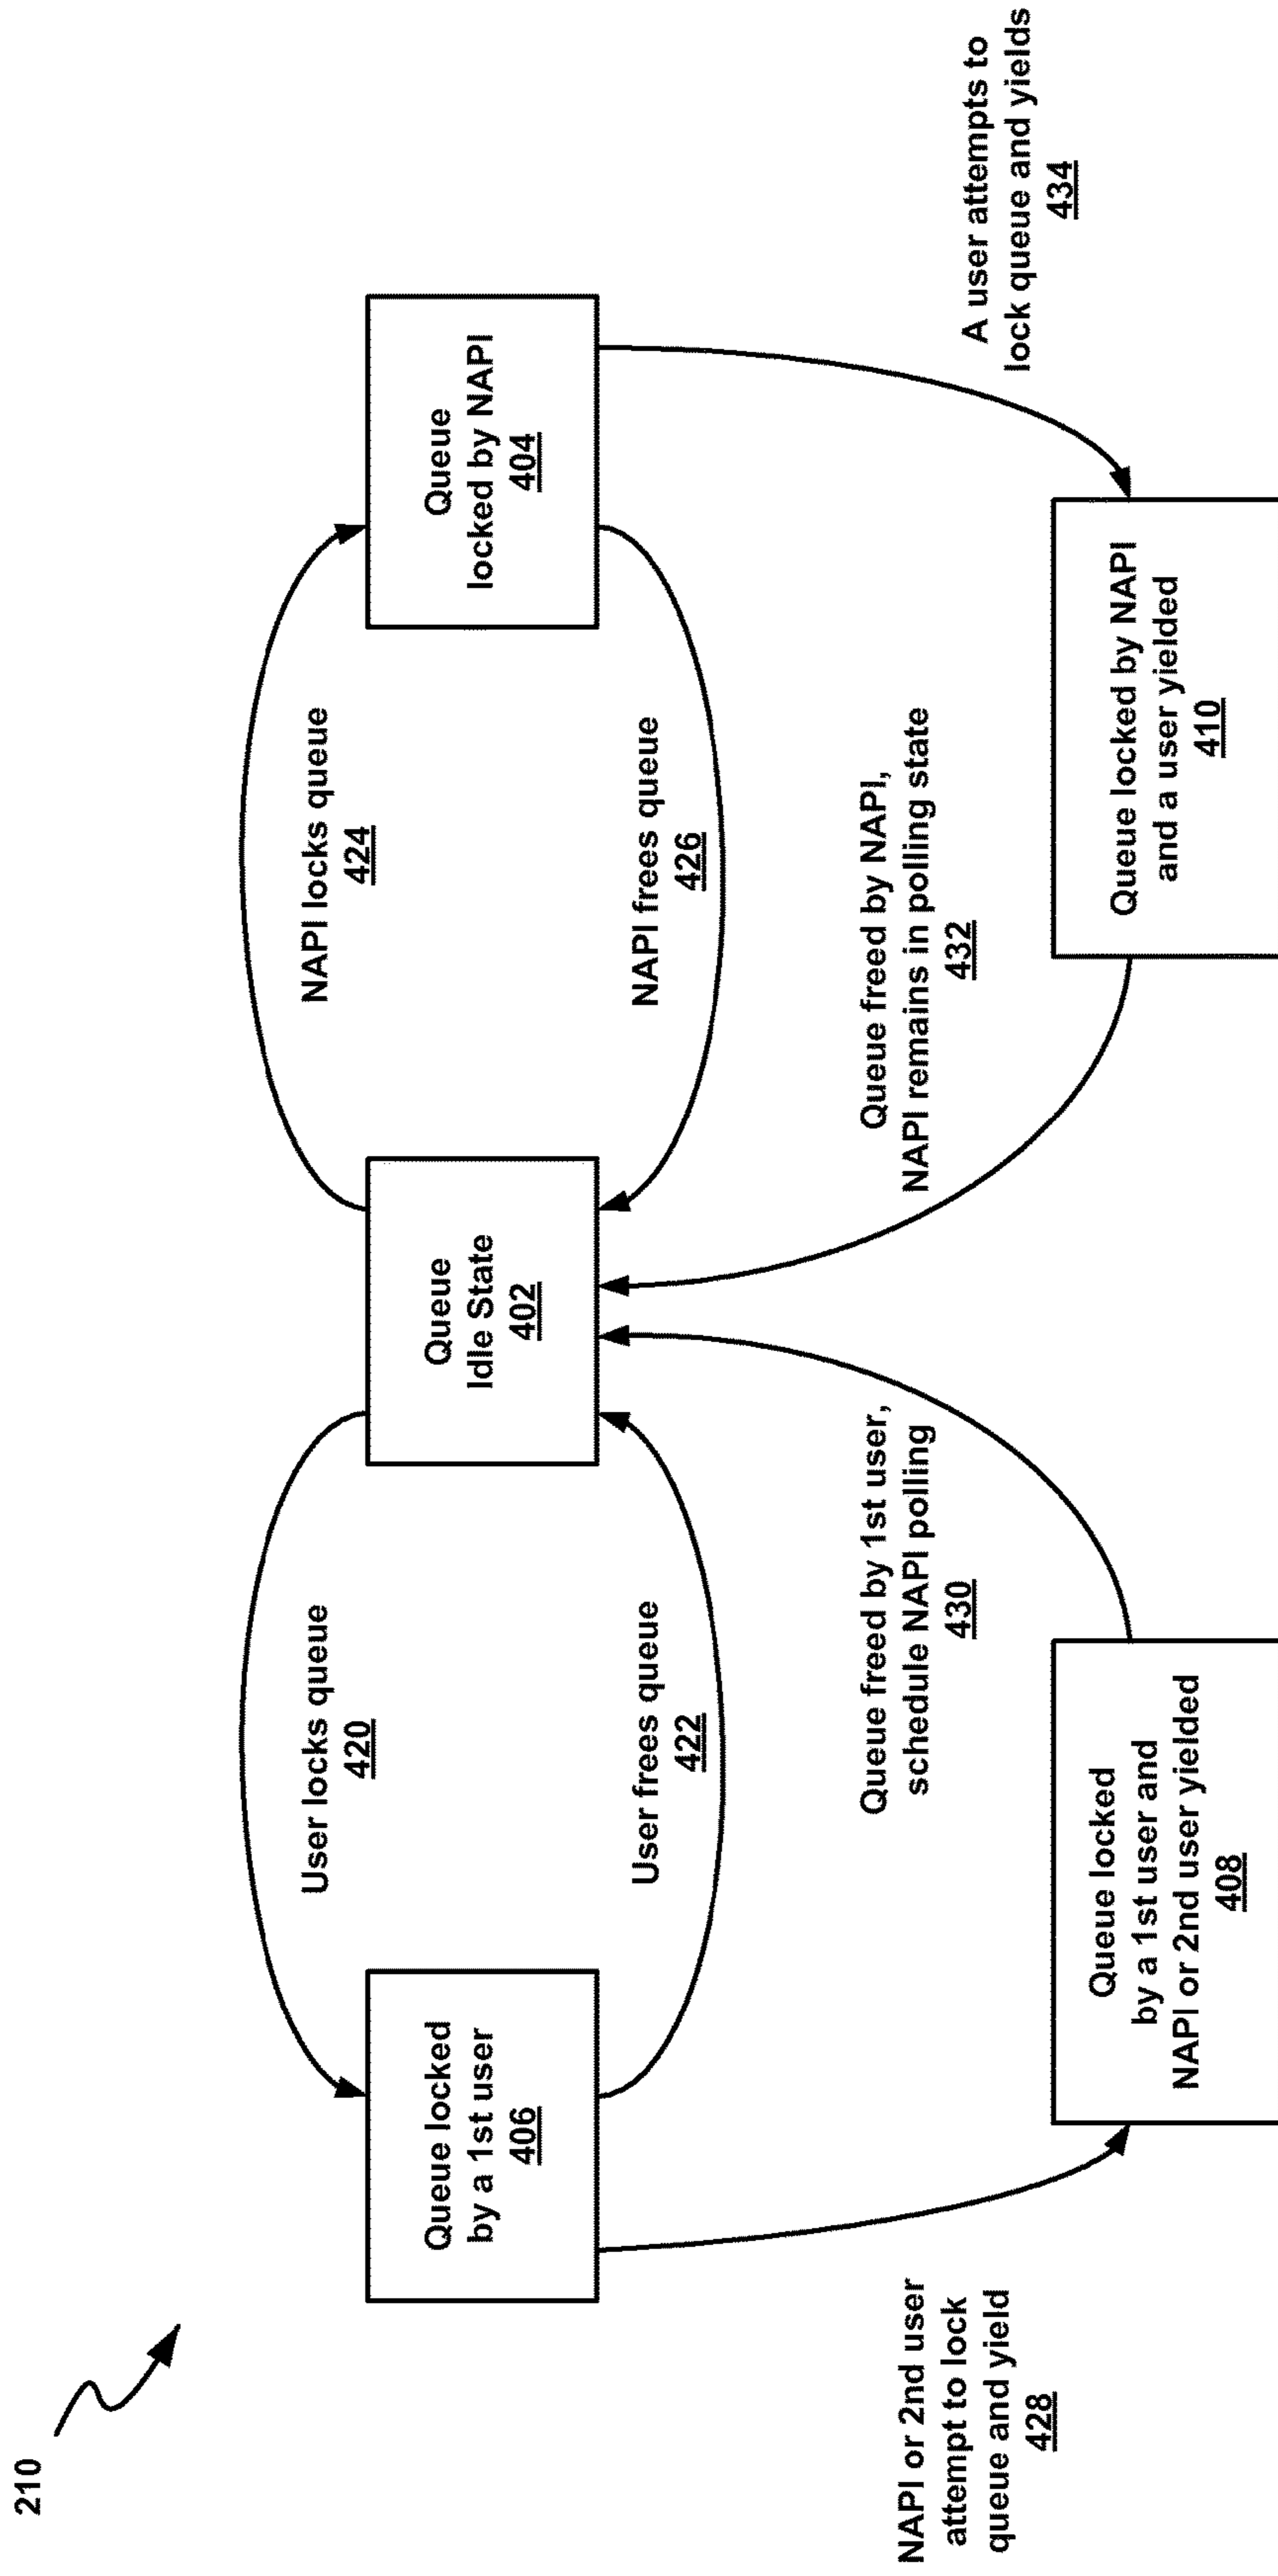 210
User locks queue
420
NAPI locks queue
424
Queue locked
by a 1st user
406
Queue
Idle State
402
Queue
locked by NAPI
404
User frees queue
422
NAPI frees queue
426
NAPI or 2nd user
attempt to lock
queue and yield
428
Queue freed by 1st user,
schedule NAPI polling
430
Queue freed by NAPI,
NAPI remains in polling state
432
A user attempts to
lock queue and yields
434
Queue locked
by a 1st user and
NAPI or 2nd user yielded
408
Queue locked by NAPI
and a user yielded
410